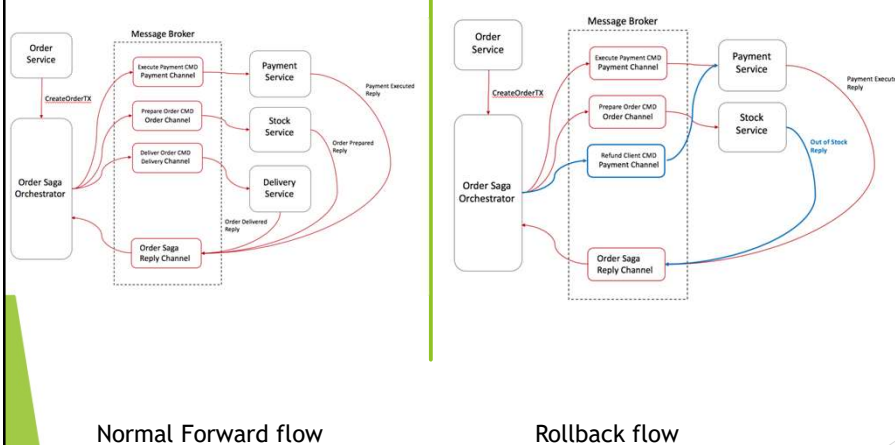 Message Broker
Order
Service
CreateOrderTX
Execute Payment CMD
Payment Channel
Payment
Service
Payment Executed
Reply
Prepare Order CMD
Order Channel
Stock
Service
Order Prepared
Reply
Deliver Order CMD
Delivery Channel
Delivery
Service
Order Saga
Orchestrator
Order Delivered
Reply
Order Saga
Reply Channel
Normal Forward flow
Message Broker
Order
Service
CreateOrderTX
Execute Payment CMD
Payment Channel
Payment
Service
Payment Execute
Reply
Prepare Order CMD
Order Channel
Stock
Service
Out of Stock
Reply
Refund Client CMD
Payment Channel
Order Saga
Orchestrator
Order Saga
Reply Channel
Rollback flow